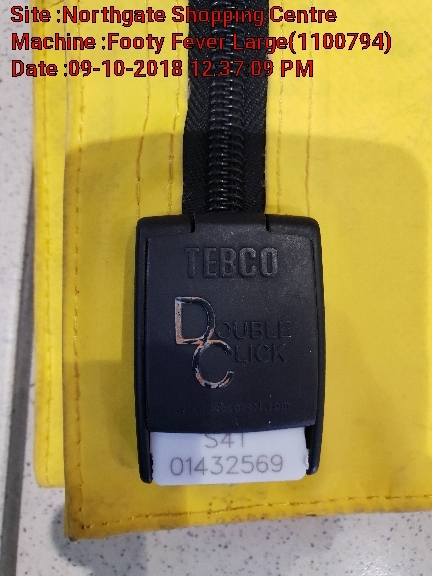 Site :Northgate Shopping Centre
Machine :Footy Fever Large(1100794)
Date :09-10-2018 12:37:09 PM
TEBCO
DOUBLE
CLICK
S41
01432569